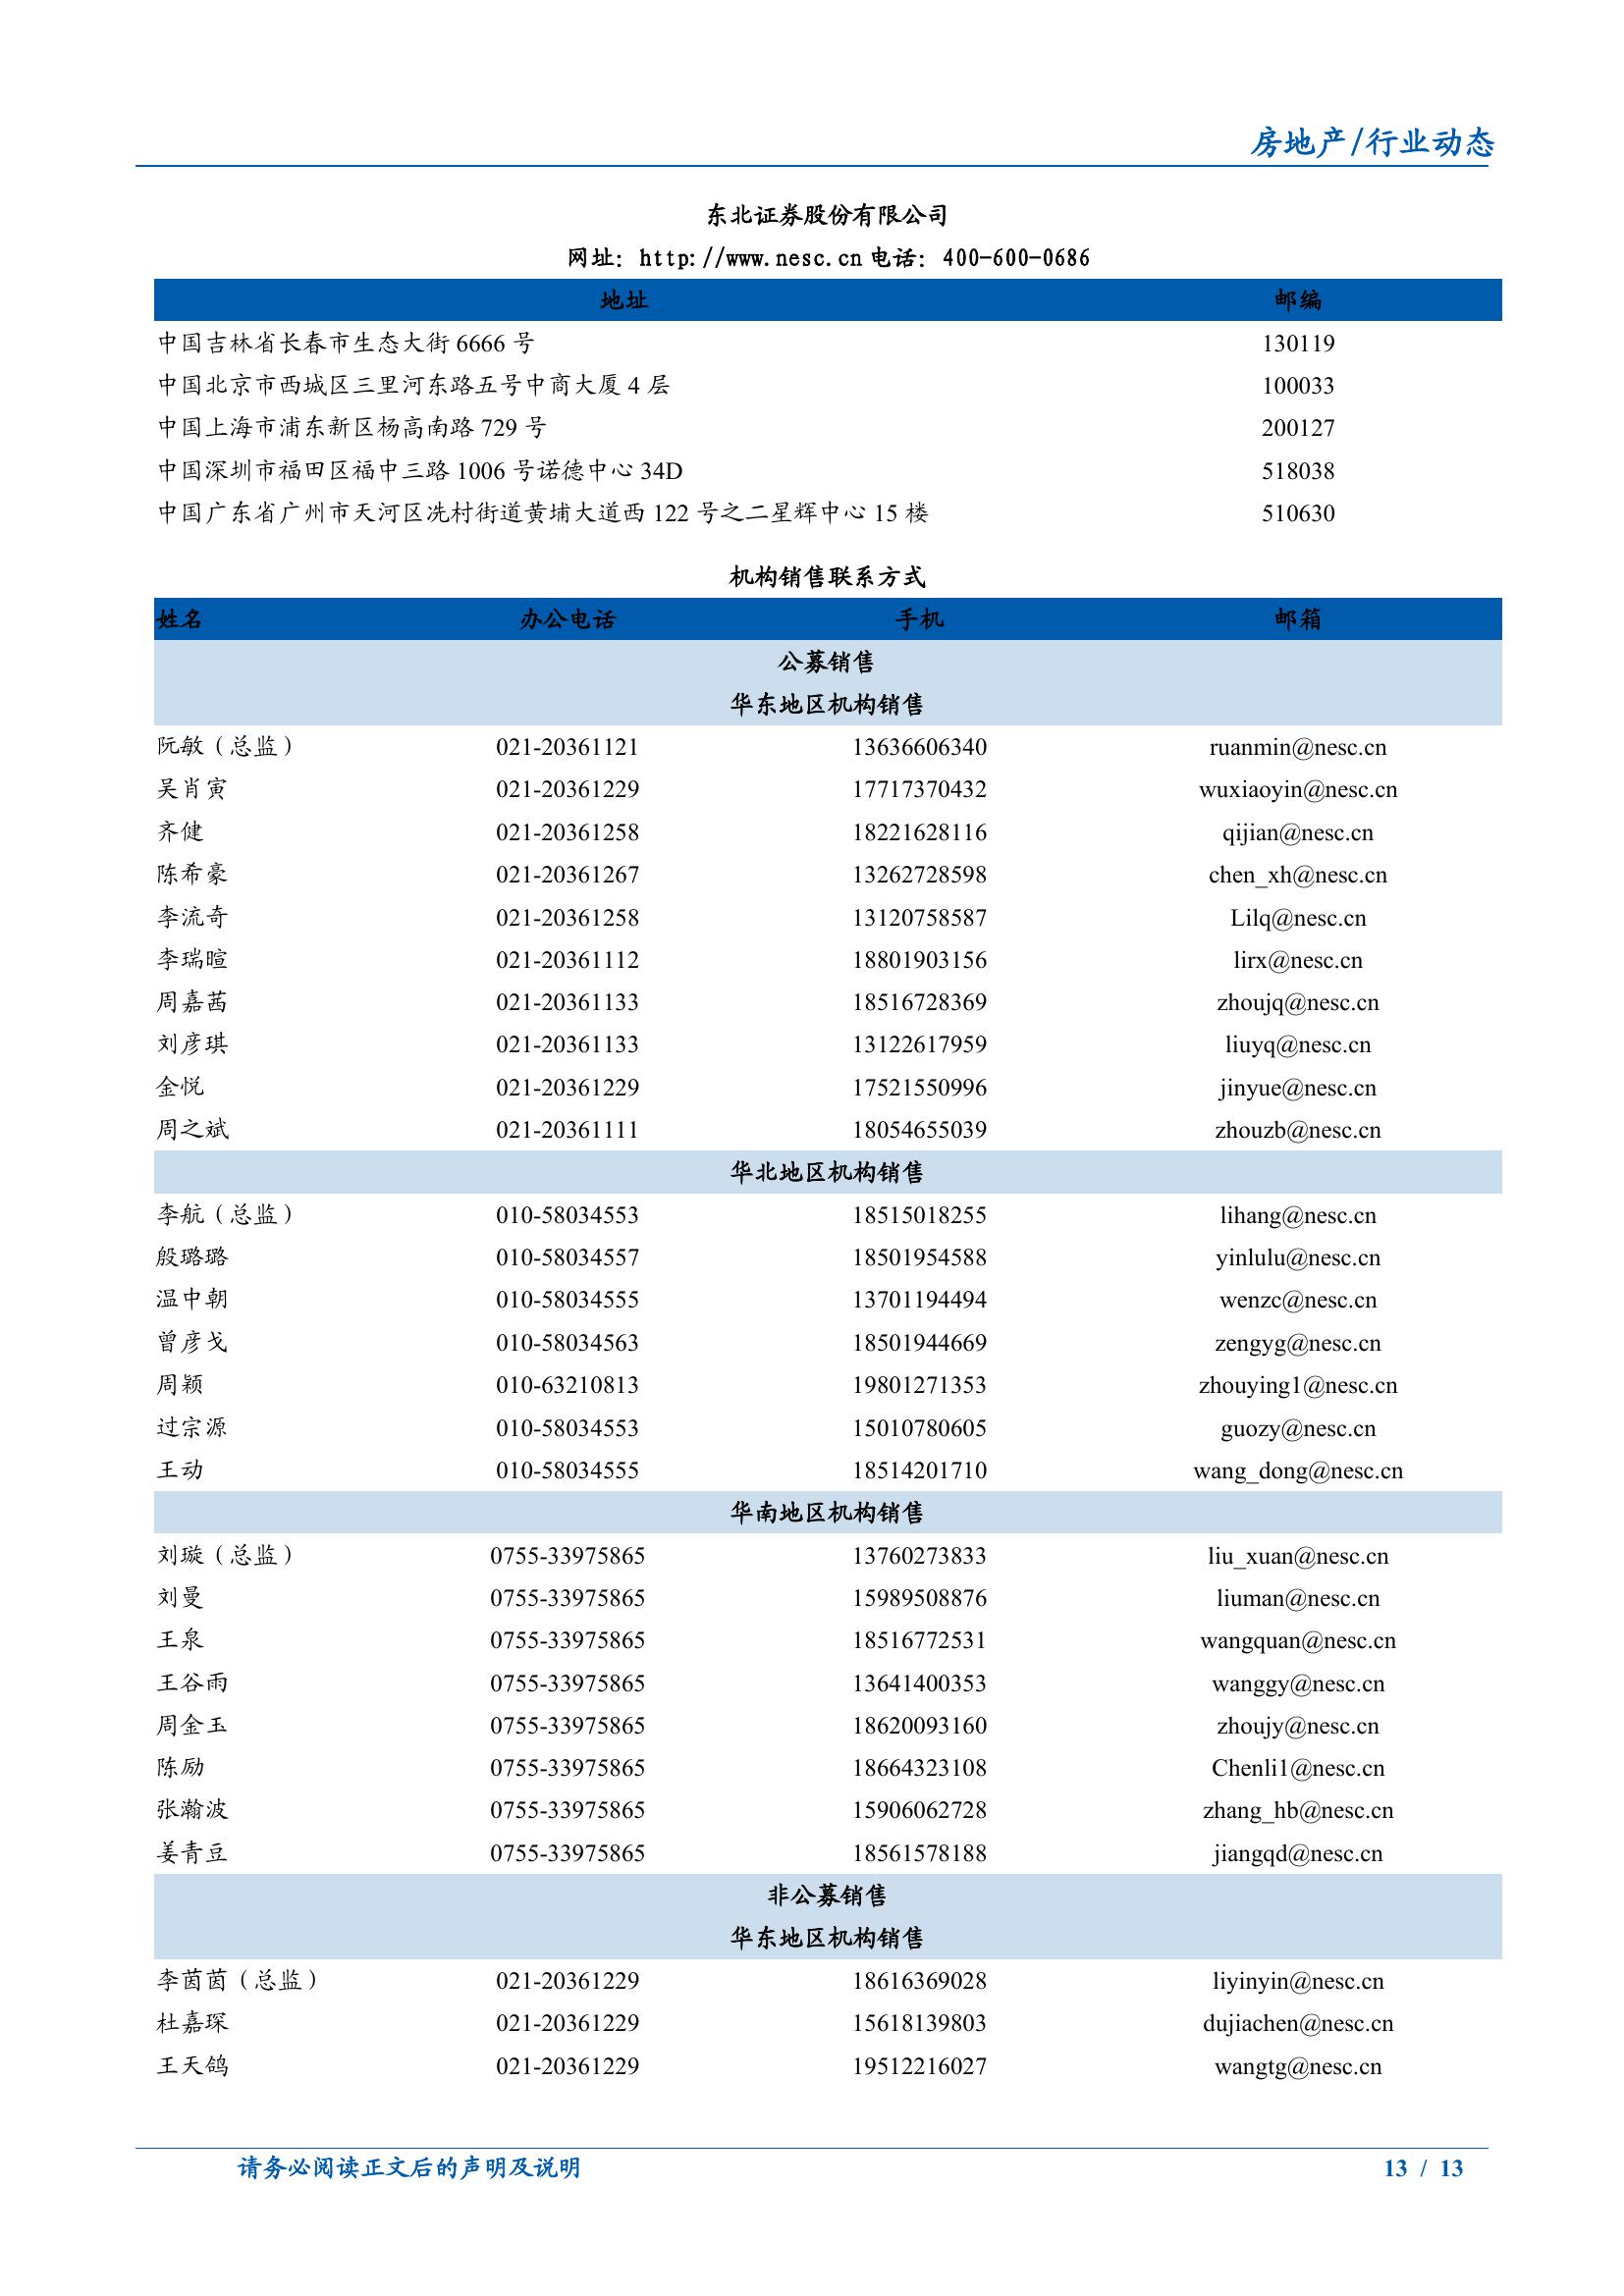 房地产/行业动态
东北证券股份有限公司
网址：http://www.nesc.cn 电话：400-600-0686
地址 邮编
中国吉林省长春市生态大街 6666 号 130119
中国北京市西城区三里河东路五号中商大厦 4 层 100033
中国上海市浦东新区杨高南路 729 号 200127
中国深圳市福田区福中三路 1006 号诺德中心 34D 518038
中国广东省广州市天河区冼村街道黄埔大道西 122 号之二星辉中心 15 楼 510630
机构销售联系方式
姓名 办公电话 手机 邮箱
公募销售
华东地区机构销售
阮敏（总监） 021-20361121 13636606340 ruanmin@nesc.cn
吴肖寅 021-20361229 17717370432 wuxiaoyin@nesc.cn
齐健 021-20361258 18221628116 qijian@nesc.cn
陈希豪 021-20361267 13262728598 chen_xh@nesc.cn
李流奇 021-20361258 13120758587 Lilq@nesc.cn
李瑞暄 021-20361112 18801903156 lirx@nesc.cn
周嘉茜 021-20361133 18516728369 zhoujq@nesc.cn
刘彦琪 021-20361133 13122617959 liuyq@nesc.cn
金悦 021-20361229 17521550996 jinyue@nesc.cn
周之斌 021-20361111 18054655039 zhouzb@nesc.cn
华北地区机构销售
李航（总监） 010-58034553 18515018255 lihang@nesc.cn
殷璐璐 010-58034557 18501954588 yinlulu@nesc.cn
温中朝 010-58034555 13701194494 wenzc@nesc.cn
曾彦戈 010-58034563 18501944669 zengyg@nesc.cn
周颖 010-63210813 19801271353 zhouying1@nesc.cn
过宗源 010-58034553 15010780605 guozy@nesc.cn
王动 010-58034555 18514201710 wang_dong@nesc.cn
华南地区机构销售
刘璇（总监） 0755-33975865 13760273833 liu_xuan@nesc.cn
刘曼 0755-33975865 15989508876 liuman@nesc.cn
王泉 0755-33975865 18516772531 wangquan@nesc.cn
王谷雨 0755-33975865 13641400353 wanggy@nesc.cn
周金玉 0755-33975865 18620093160 zhoujy@nesc.cn
陈励 0755-33975865 18664323108 Chenli1@nesc.cn
张瀚波 0755-33975865 15906062728 zhang_hb@nesc.cn
姜青豆 0755-33975865 18561578188 jiangqd@nesc.cn
非公募销售
华东地区机构销售
李茵茵（总监） 021-20361229 18616369028 liyinyin@nesc.cn
杜嘉琛 021-20361229 15618139803 dujiachen@nesc.cn
王天鸽 021-20361229 19512216027 wangtg@nesc.cn
请务必阅读正文后的声明及说明 13 / 13